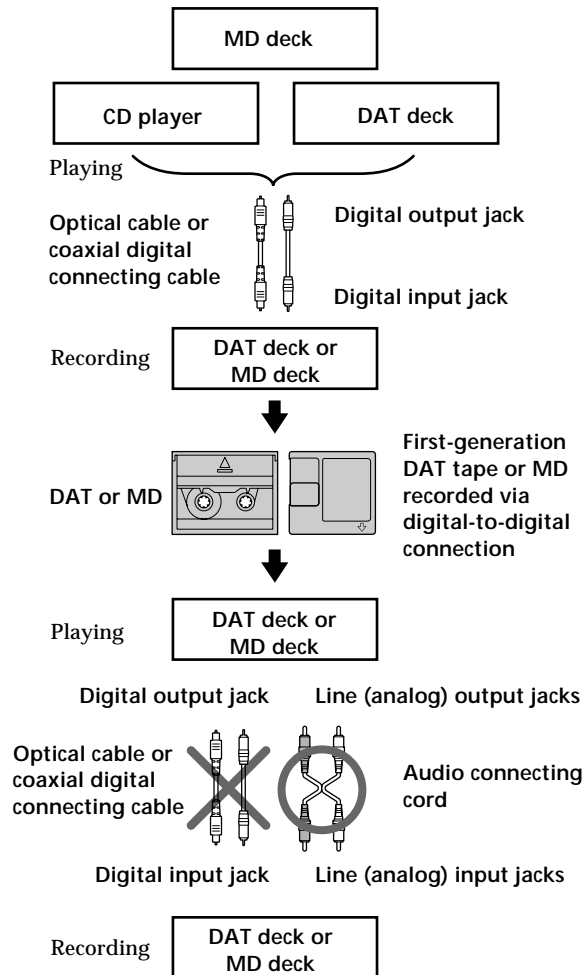 MD deck
CD player
DAT deck
Playing
Optical cable or
coaxial digital
connecting cable
Digital output jack
Digital input jack
Recording
DAT deck or
MD deck
DAT or MD
First-generation
DAT tape or MD
recorded via
digital-to-digital
connection
Playing
DAT deck or
MD deck
Digital output jack
Line (analog) output jacks
Optical cable or
coaxial digital
connecting cable
Audio connecting
cord
Digital input jack
Line (analog) input jacks
Recording
DAT deck or
MD deck